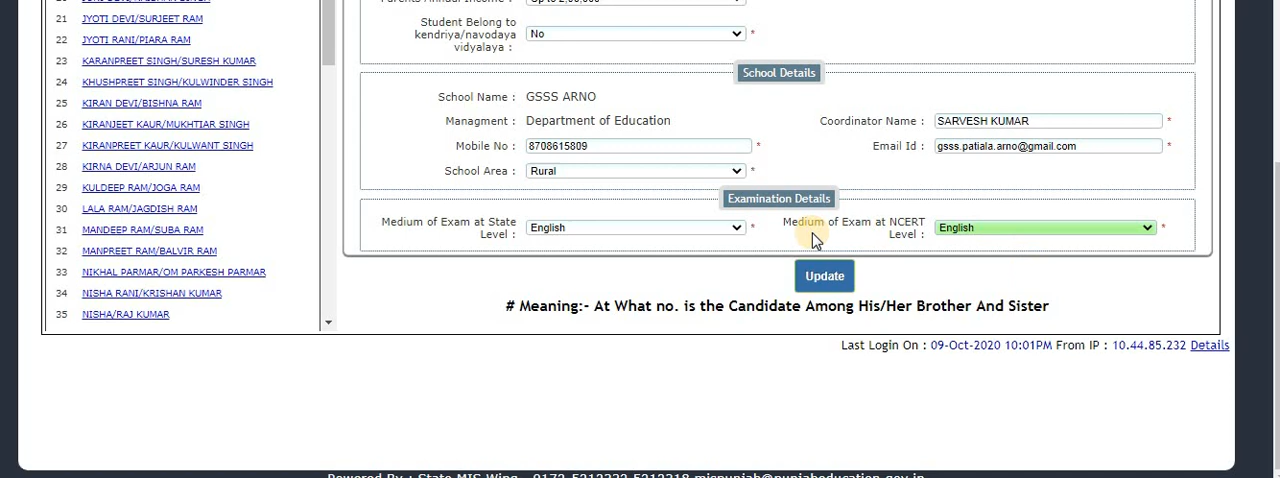 21 JYOTI DEVI/SURJEET RAM
22 JYOTI RANI/PIARA RAM
23 KARANPREET SINGH/SURESH KUMAR
24 KHUSHPREET SINGH/KULWINDER SINGH
25 KIRAN DEVI/BISHNA RAM
26 KIRANJEET KAUR/MUKHTIAR SINGH
27 KIRANPREET KAUR/KULWANT SINGH
28 KIRNA DEVI/ARJUN RAM
29 KULDEEP RAM/JOGA RAM
30 LALA RAM/JAGDISH RAM
31 MANDEEP RAM/SUBA RAM
32 MANPREET RAM/BALVIR RAM
33 NIKHAL PARMAR/OM PARKESH PARMAR
34 NISHA RANI/KRISHAN KUMAR
35 NISHA/RAJ KUMAR
Student Belong to
kendriya/navodaya No *
vidyalaya :
School Details
School Name : GSSS ARNO
Managment : Department of Education Coordinator Name : SARVESH KUMAR *
Mobile No : 8708615809 * Email Id : gsss.patiala.arno@gmail.com *
School Area : Rural *
Examination Details
Medium of Exam at State English * Medium of Exam at NCERT English *
Level : Level :
Update
# Meaning:- At What no. is the Candidate Among His/Her Brother And Sister
Last Login On : 09-Oct-2020 10:01PM From IP : 10.44.85.232 Details